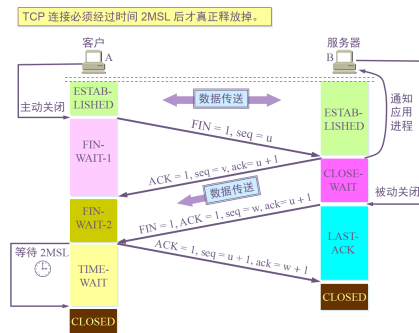 TCP 连接必须经过时间 2MSL 后才真正释放掉。
客户
服务器
A
B
ESTAB-
LISHED
数据传送
通知
应用
进程
主动关闭
FIN = 1, seq = u
ESTAB-
LISHED
FIN-
WAIT-1
ACK = 1, seq = v, ack= u + 1
CLOSE-
WAIT
数据传送
被动关闭
FIN-
WAIT-2
FIN = 1, ACK = 1, seq = w, ack= u + 1
LAST-
ACK
等待 2MSL
ACK = 1, seq = u + 1, ack = w + 1
TIME-
WAIT
CLOSED
CLOSED